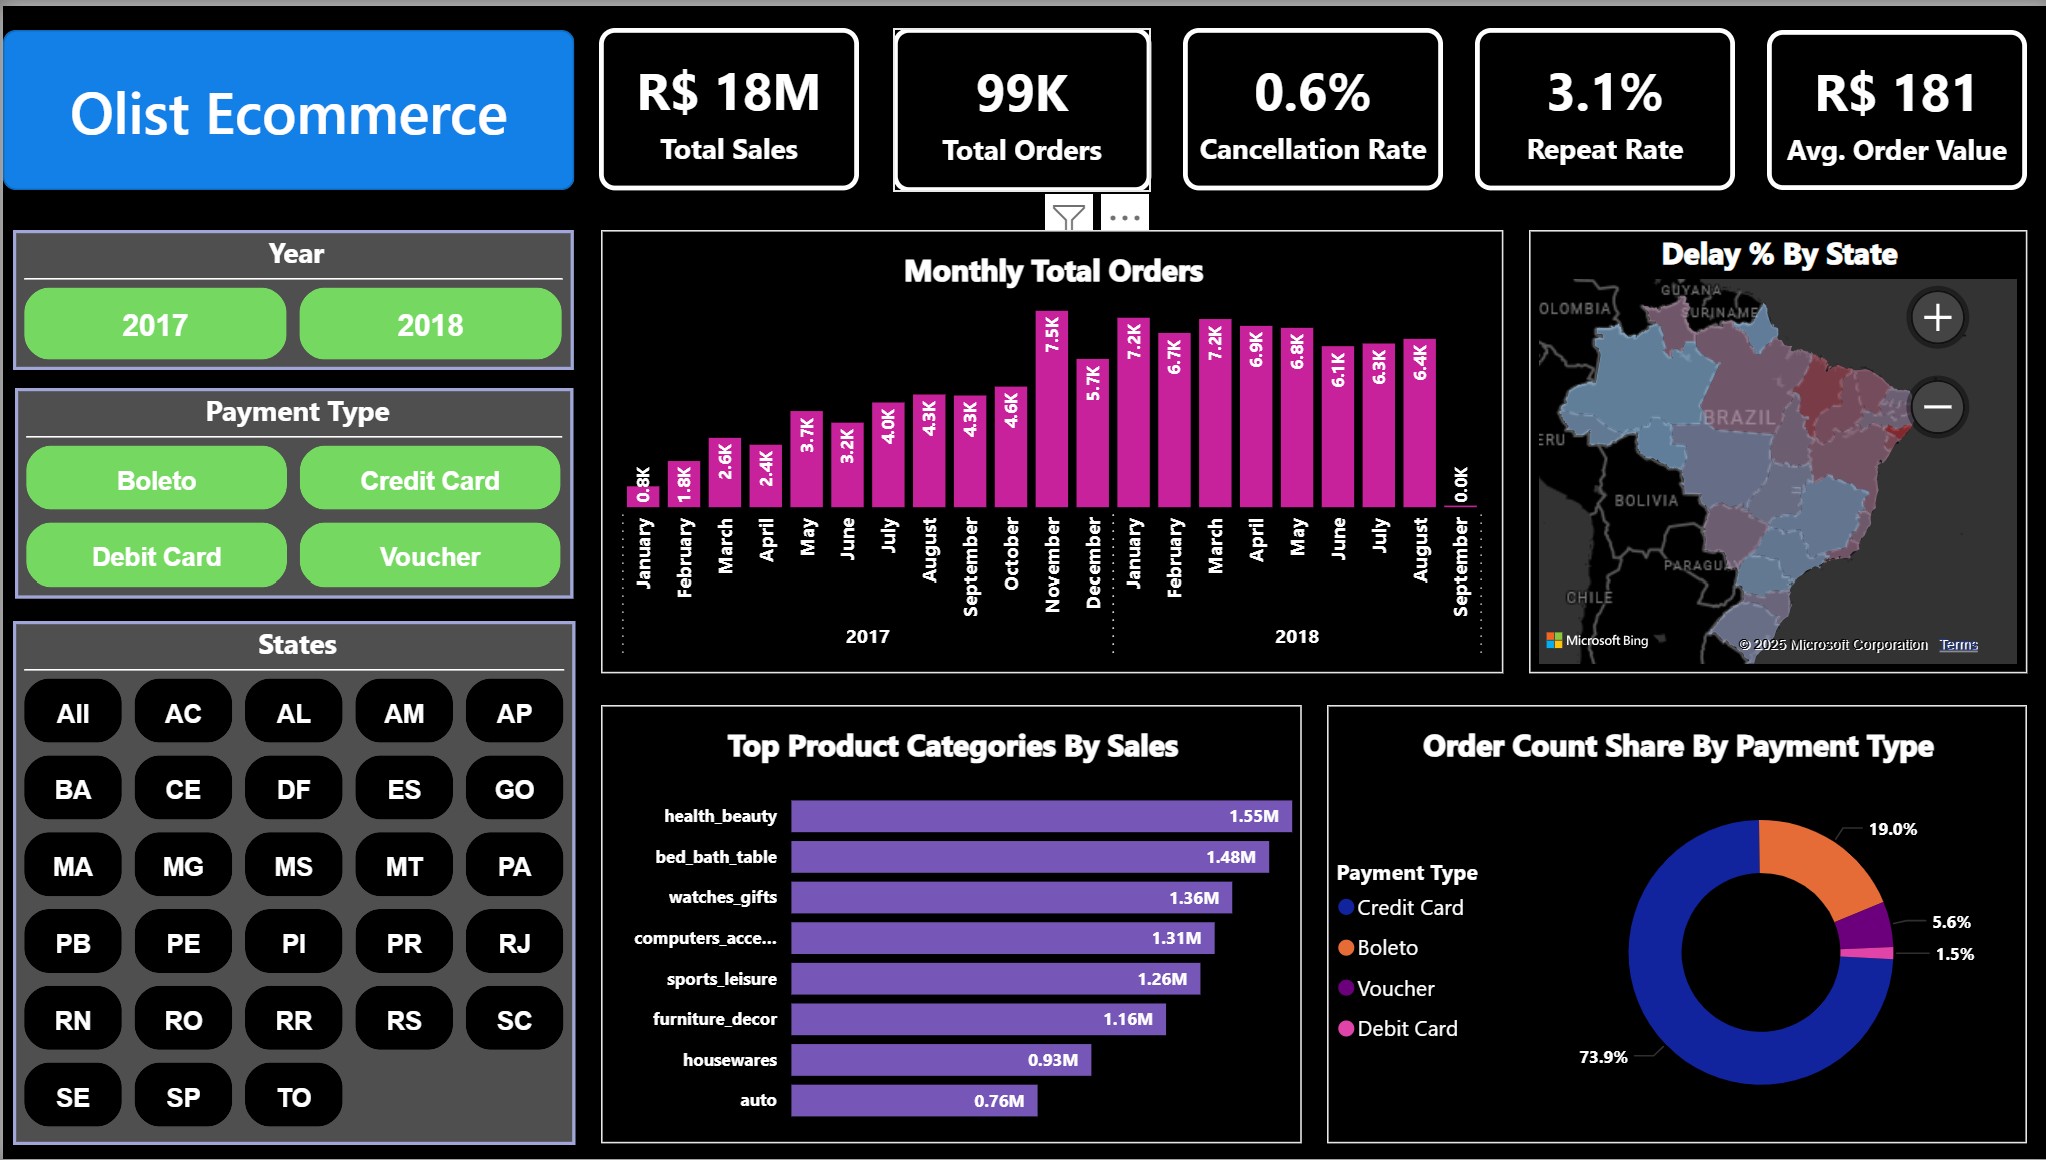 Olist Ecommerce
R$ 18M
Total Sales
99K
Total Orders
0.6%
Cancellation Rate
3.1%
Repeat Rate
R$ 181
Avg. Order Value
Year
2017 2018
Payment Type
Boleto Credit Card
Debit Card Voucher
States
All AC AL AM AP
BA CE DF ES GO
MA MG MS MT PA
PB PE PI PR RJ
RN RO RR RS SC
SE SP TO
Monthly Total Orders
0.8K 1.8K 2.6K 2.4K 3.7K 3.2K 4.0K 4.3K 4.3K 4.6K 7.5K 5.7K 7.2K 6.7K 7.2K 6.9K 6.8K 6.1K 6.3K 6.4K 0.0K
January February March April May June July August September October November December January February March April May June July August September
2017 2018
Delay % By State
GUYANA
OLOMBIA SURINAME
BRAZIL
ERU
BOLIVIA
PARAGUAY
CHILE
Microsoft Bing
© 2025 Microsoft Corporation Terms
Top Product Categories By Sales
health_beauty 1.55M
bed_bath_table 1.48M
watches_gifts 1.36M
computers_acce... 1.31M
sports_leisure 1.26M
furniture_decor 1.16M
housewares 0.93M
auto 0.76M
Order Count Share By Payment Type
Payment Type
Credit Card
Boleto
Voucher
Debit Card
19.0%
5.6%
1.5%
73.9%